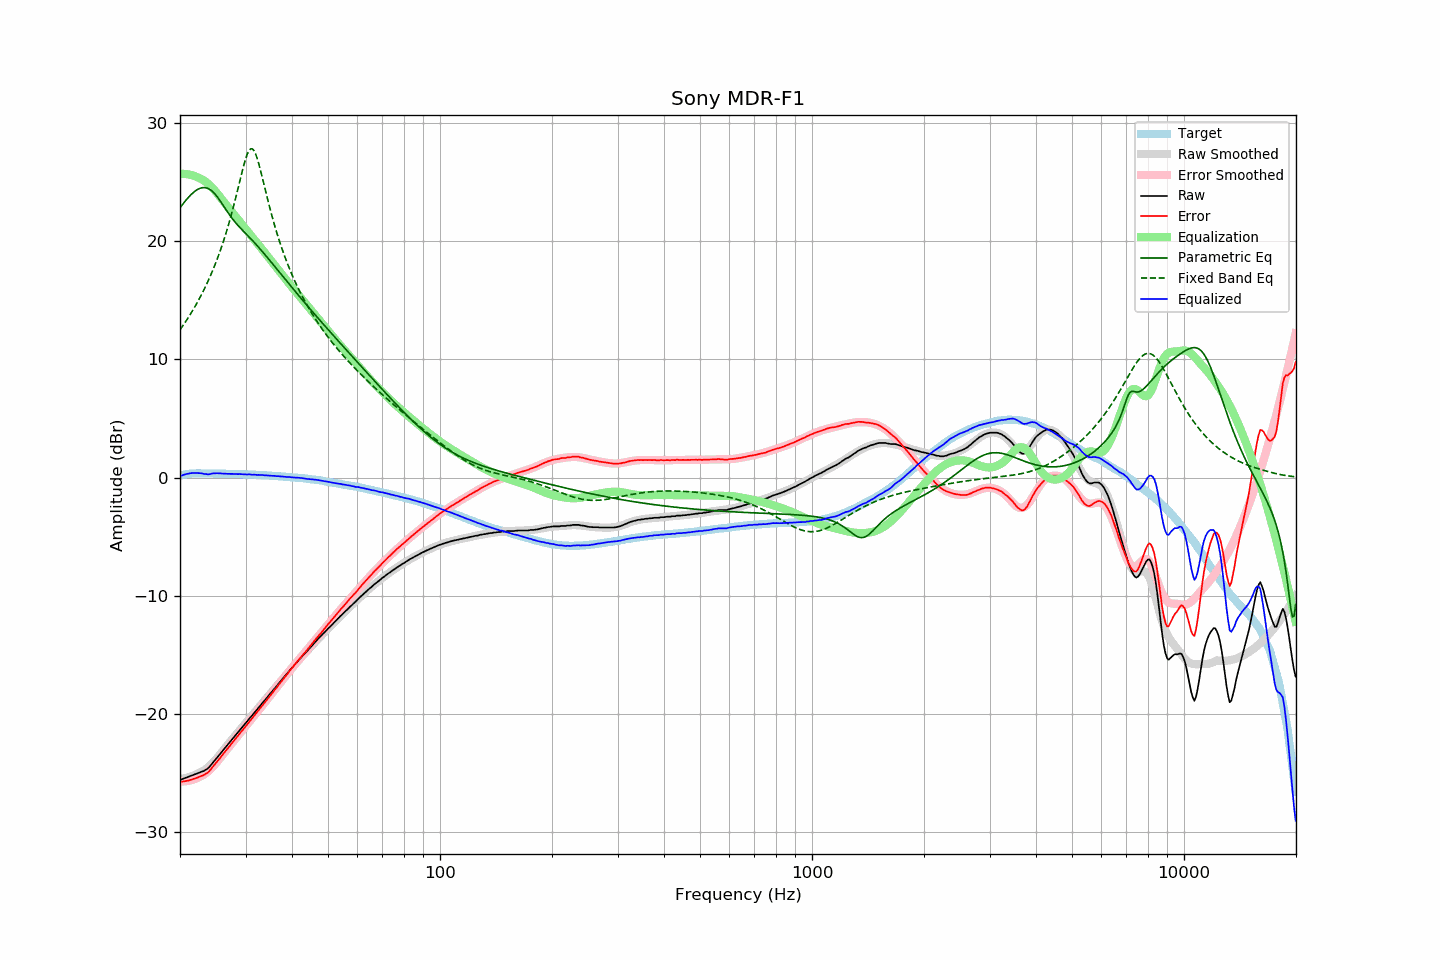 Sony MDR-F1
Amplitude (dBr)
30
20
10
0
−10
−20
−30
Target
Raw Smoothed
Error Smoothed
Raw
Error
Equalization
Parametric Eq
Fixed Band Eq
Equalized
100
1000
10000
Frequency (Hz)